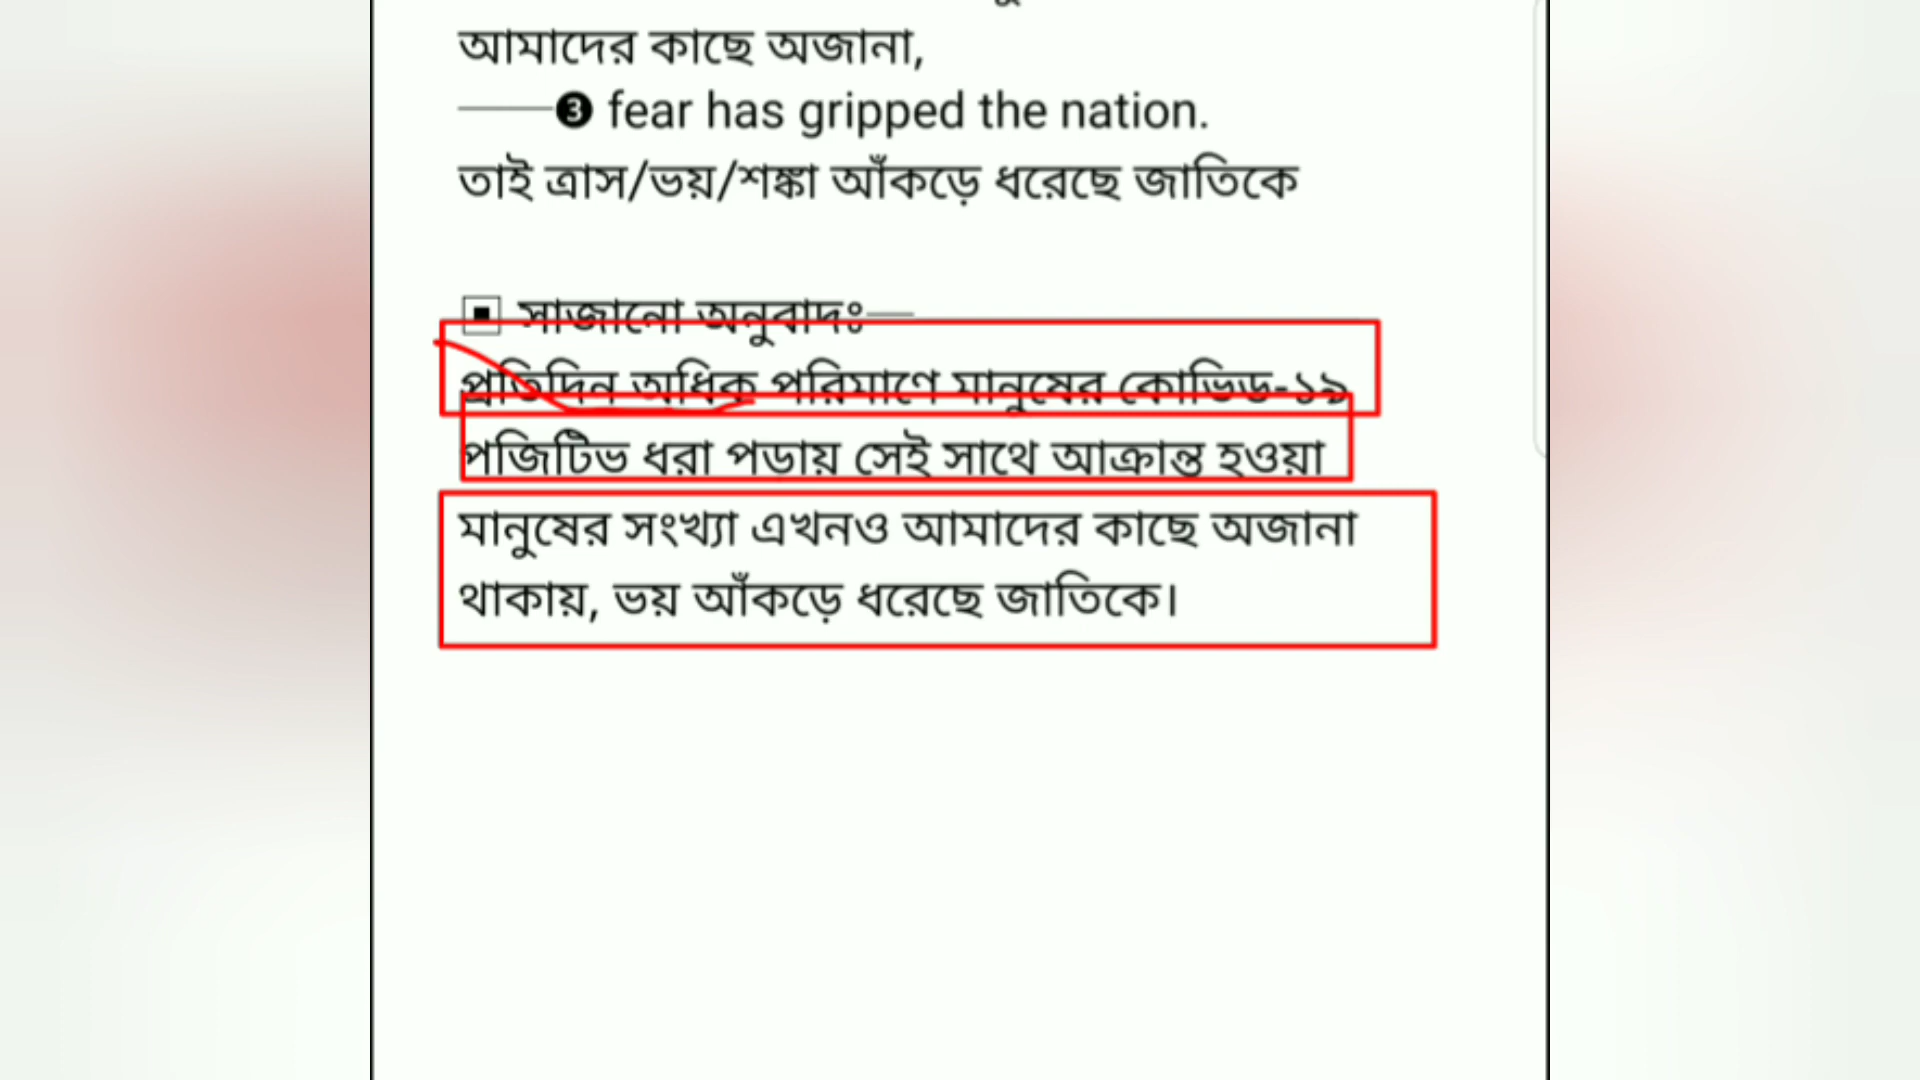 আমাদের কাছে অজানা,
——❸ fear has gripped the nation.
তাই ত্রাস/ভয়/শঙ্কা আঁকড়ে ধরেছে জাতিকে
▣ সাজানো অনুবাদঃ—
প্রতিদিন অধিক পরিমাণে মানুষের কোভিড-১৯
পজিটিভ ধরা পড়ায় সেই সাথে আক্রান্ত হওয়া
মানুষের সংখ্যা এখনও আমাদের কাছে অজানা
থাকায়, ভয় আঁকড়ে ধরেছে জাতিকে।